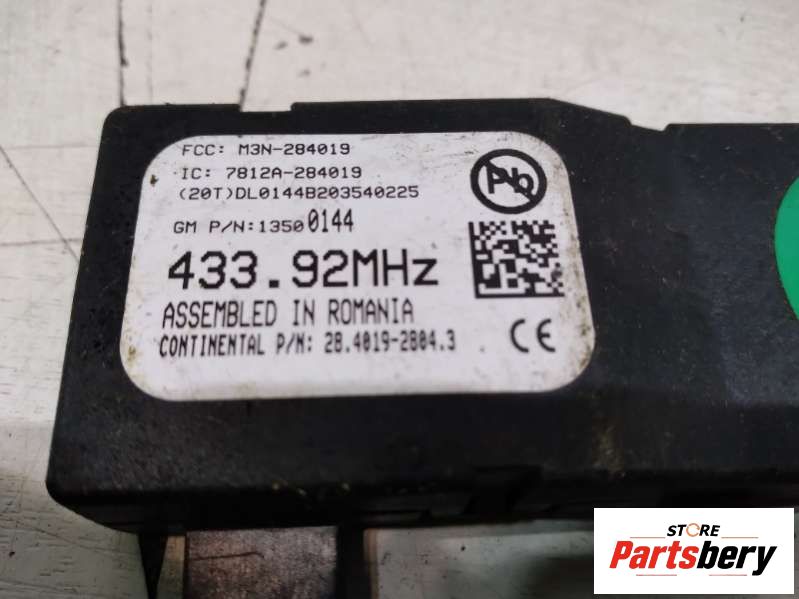 FCC: M3N-284019
IC: 7812A-284019
(20T)DL0144B203540225
GM P/N:13500144
433.92MHz
ASSEMBLED IN ROMANIA
CONTINENTAL P/N: 28.4019-2804.3
Pb
CE
STORE
Partsbery